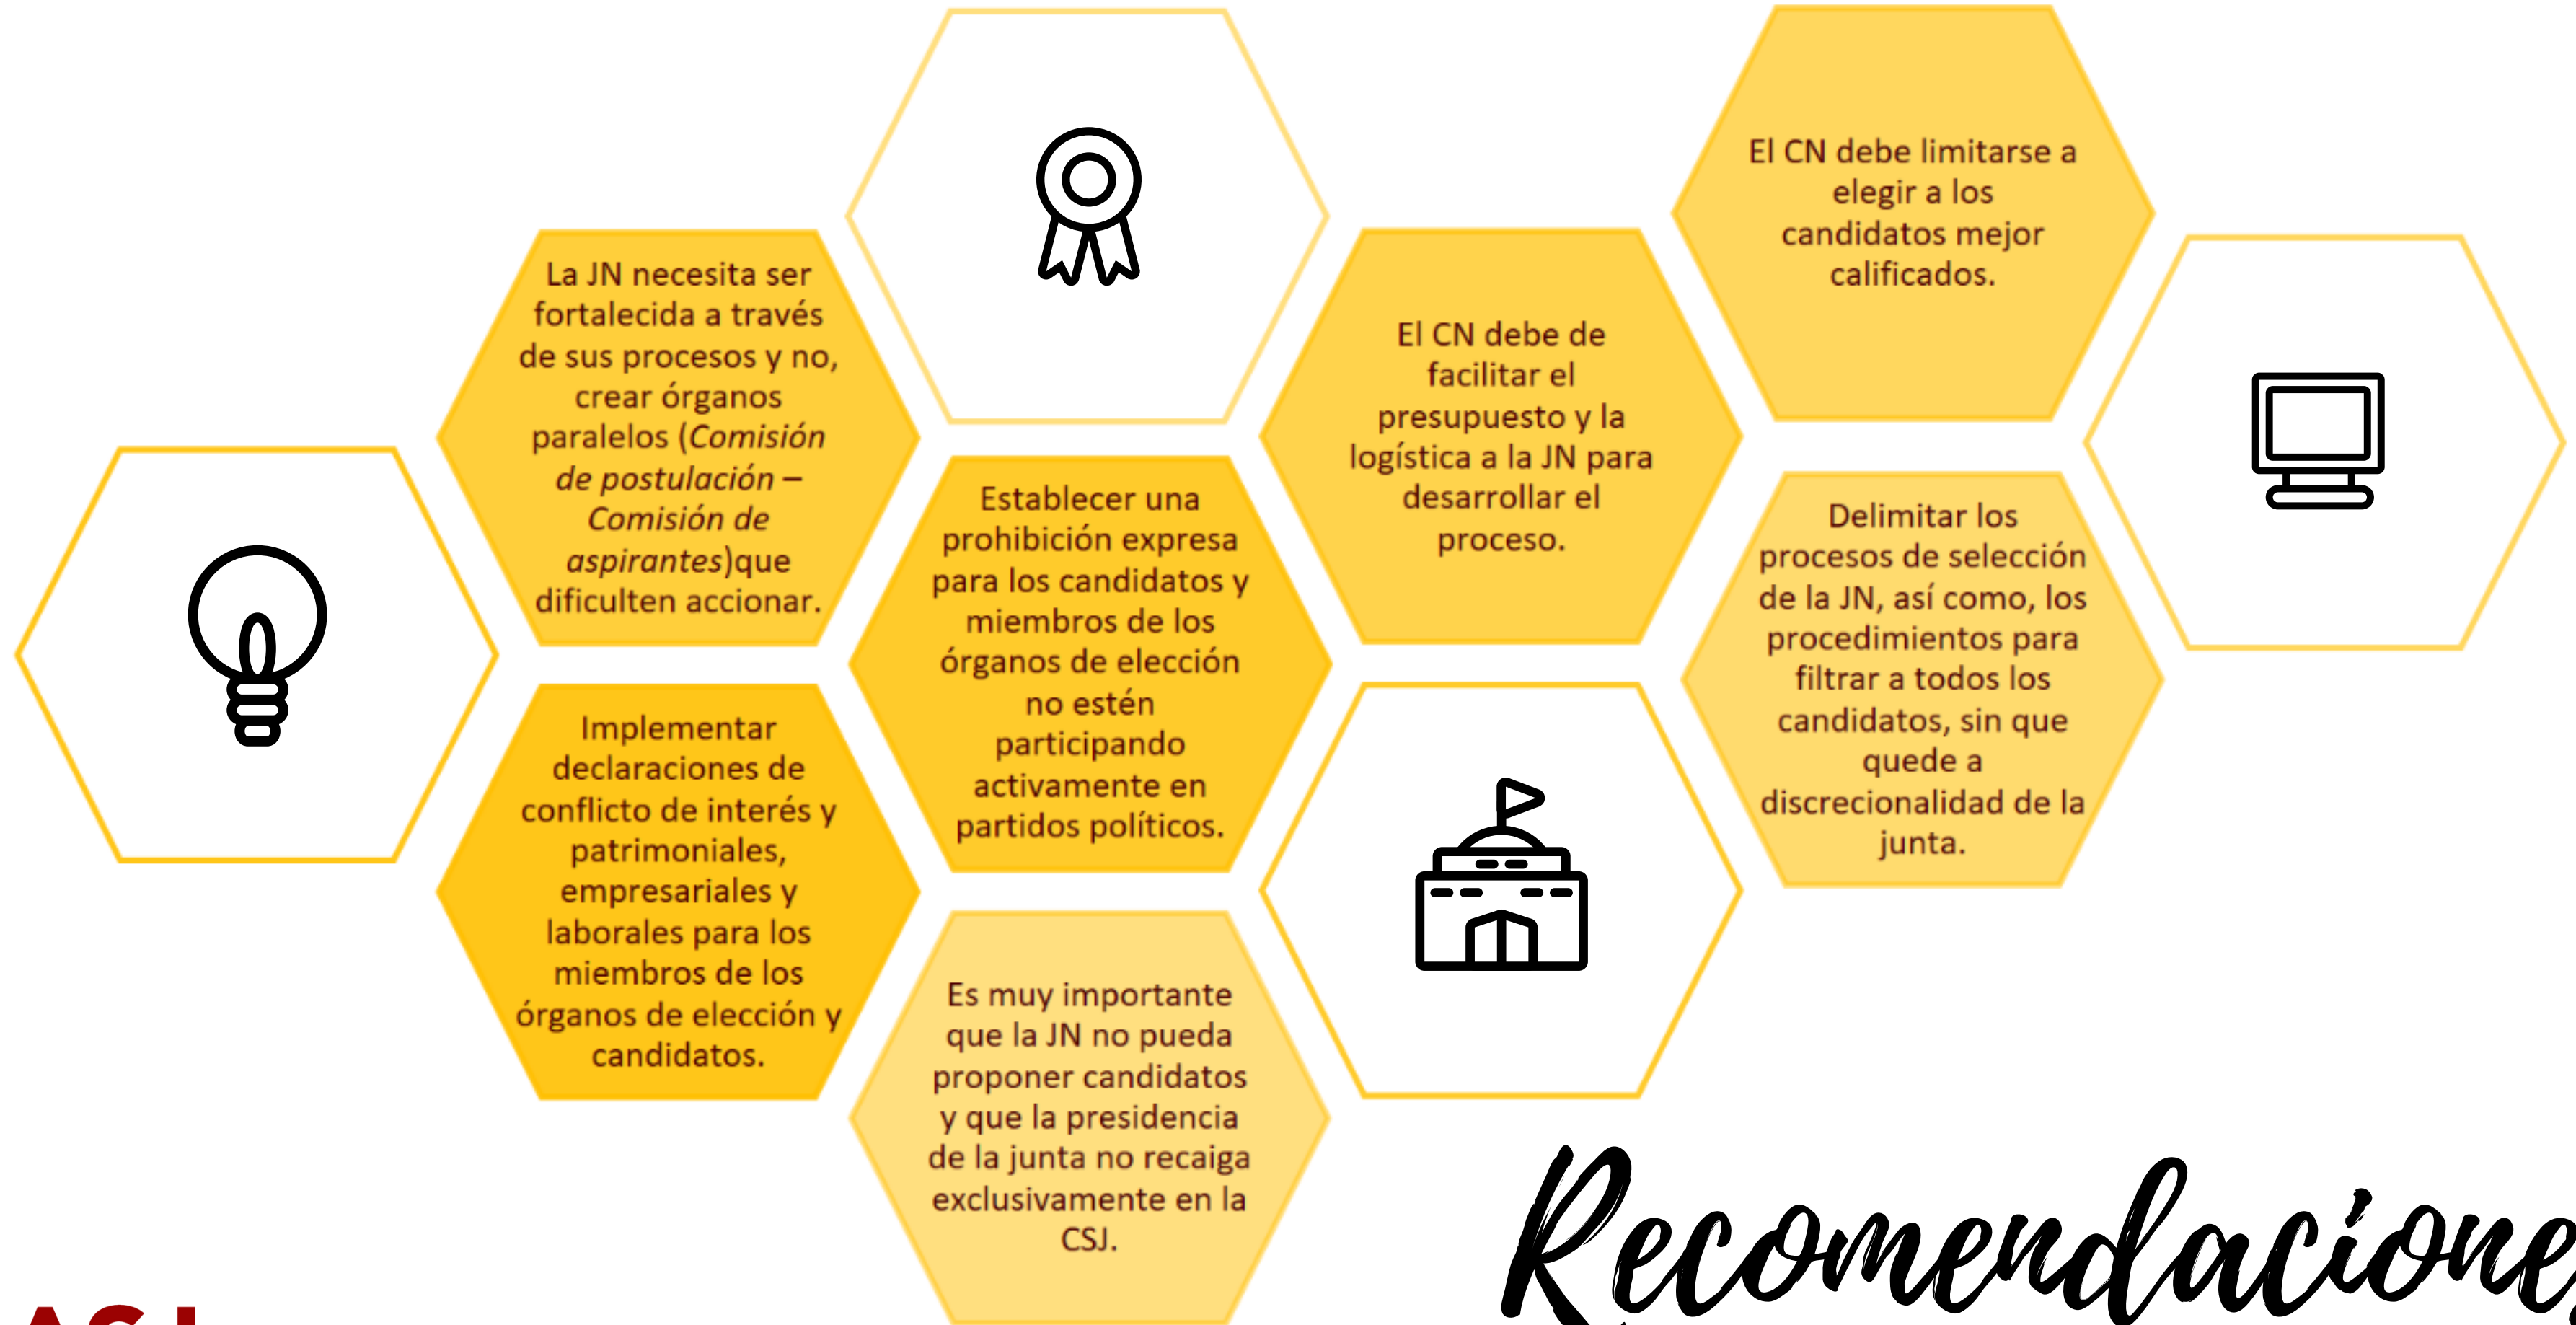 La JN necesita ser
fortalecida a través
de sus procesos y no,
crear órganos
paralelos (Comisión
de postulación –
Comisión de
aspirantes)que
dificulten accionar.
Implementar
declaraciones de
conflicto de interés y
patrimoniales,
empresariales y
laborales para los
miembros de los
órganos de elección y
candidatos.
Establecer una
prohibición expresa
para los candidatos y
miembros de los
órganos de elección
no estén
participando
activamente en
partidos políticos.
Es muy importante
que la JN no pueda
proponer candidatos
y que la presidencia
de la junta no recaiga
exclusivamente en la
CSJ.
El CN debe de
facilitar el
presupuesto y la
logística a la JN para
desarrollar el
proceso.
El CN debe limitarse a
elegir a los
candidatos mejor
calificados.
Delimitar los
procesos de selección
de la JN, así como, los
procedimientos para
filtrar a todos los
candidatos, sin que
quede a
discrecionalidad de la
junta.
Recomendacione